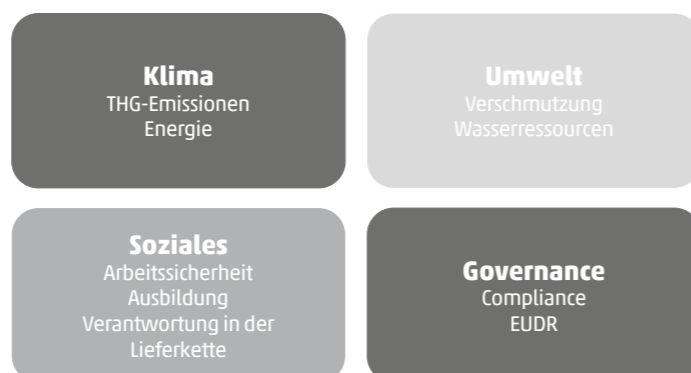 Klima
THG-Emissionen
Energie
Umwelt
Verschmutzung
Wasserressourcen
Soziales
Arbeitssicherheit
Ausbildung
Verantwortung in der
Lieferkette
Governance
Compliance
EUDR